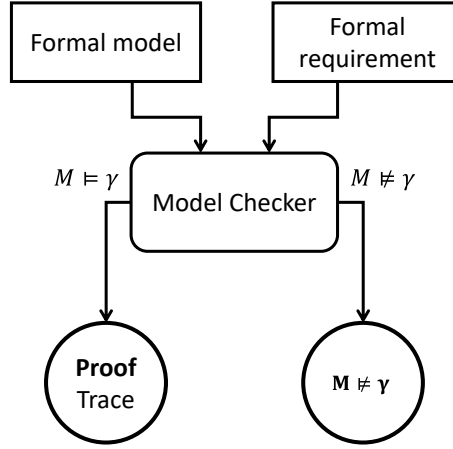 Formal model
Formal
requirement
M ⊨ γ
Model Checker
M ⊭ γ
Proof
Trace
M ⊭ γ